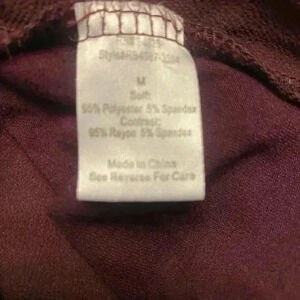 M
Soft:
95% Polyester 5% Spandex
Contrast:
95% Rayon 5% Spandex
Made in China
See Reverse For Care